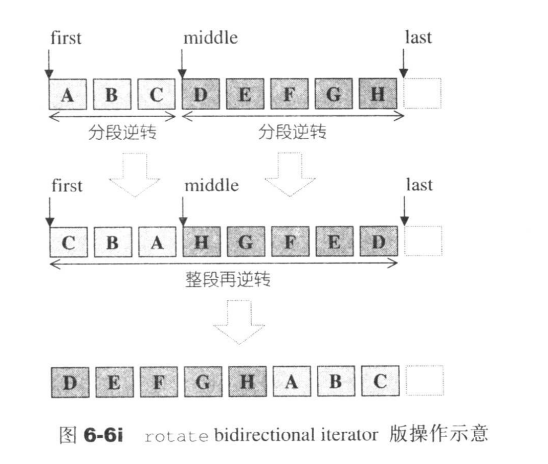 first middle last
A B C D E F G H
分段逆转 分段逆转
first middle last
C B A H G F E D
整段再逆转
D E F G H A B C
图 6-6i rotate bidirectional iterator 版操作示意